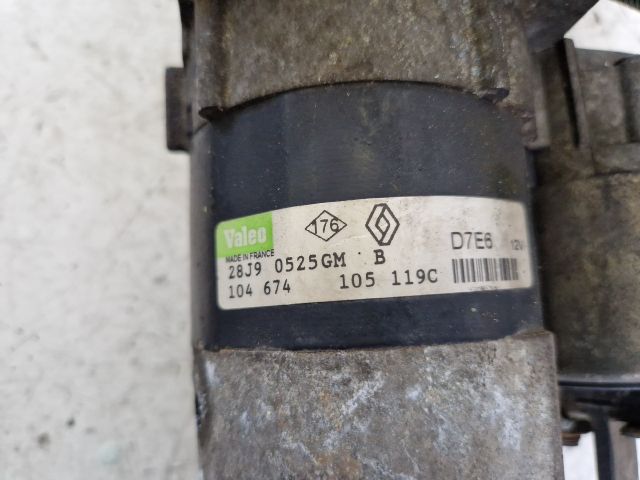 Valeo
176
MADE IN FRANCE
28J9 0525GM B
104 674 105 119C
D7E6 12V